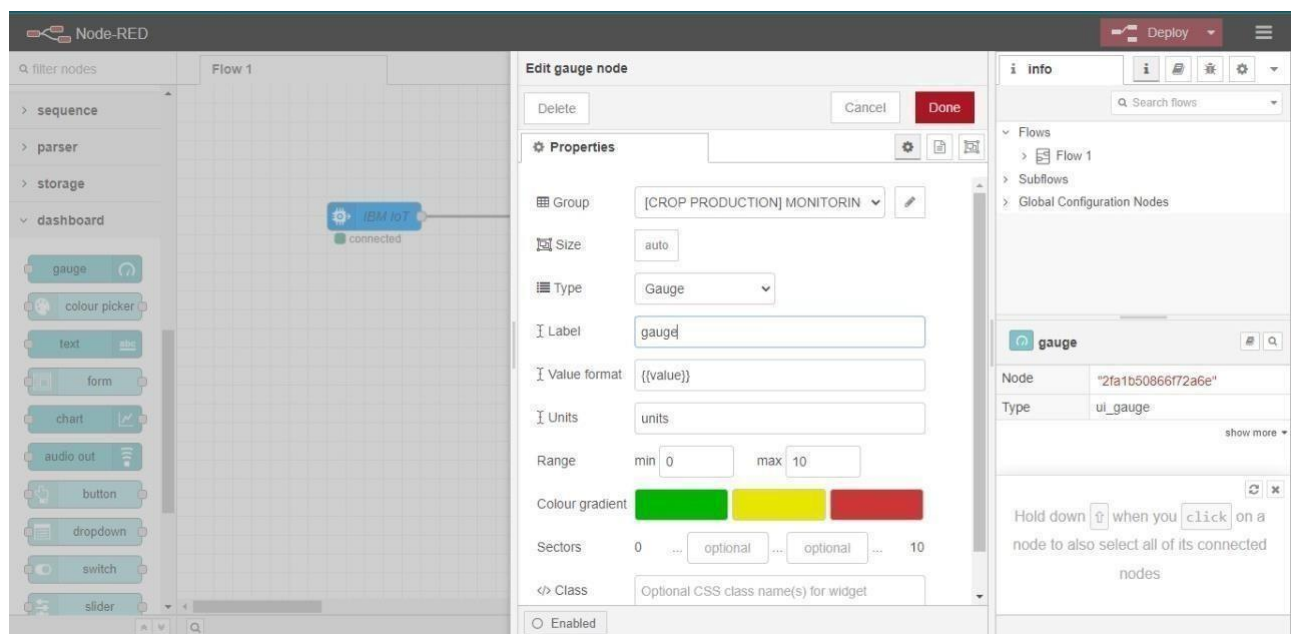 Node-RED
Deploy
filter nodes
sequence
parser
storage
dashboard
gauge
colour picker
text
abc
form
chart
audio out
button
dropdown
switch
slider
Flow 1
IBM IoT
connected
Edit gauge node
Delete
Cancel
Done
Properties
Group
[CROP PRODUCTION] MONITORIN
Size
auto
Type
Gauge
Label
gauge
Value format
{{value}}
Units
units
Range
min 0
max 10
Colour gradient
Sectors
0 ... optional ... optional ... 10
</> Class
Optional CSS class name(s) for widget
Enabled
i info
i
Search flows
Flows
Flow 1
Subflows
Global Configuration Nodes
gauge
Node "2fa1b50866f72a6e"
Type ui_gauge
show more
Hold down ⇧ when you click on a
node to also select all of its connected
nodes